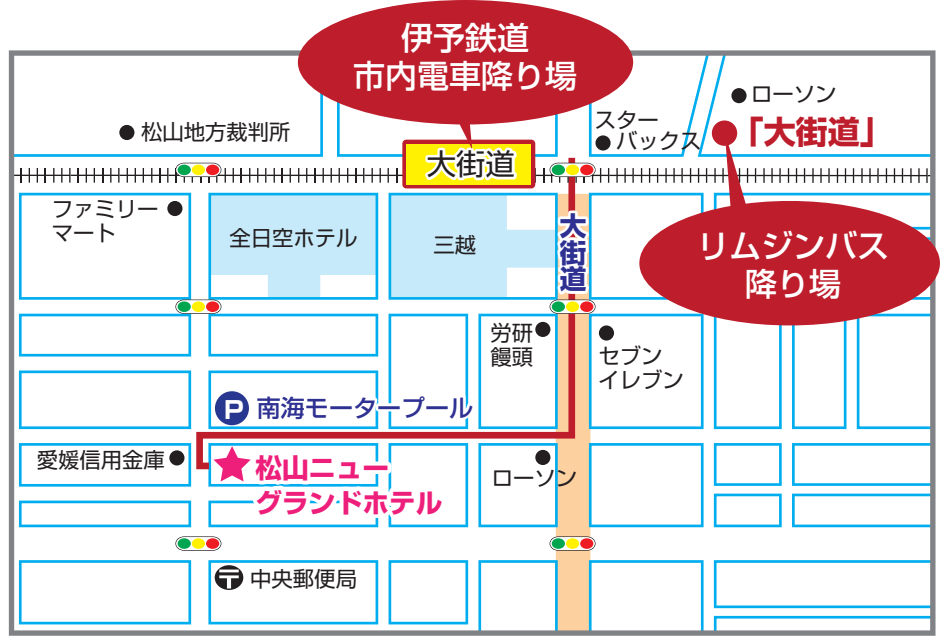 伊予鉄道
市内電車降り場
ローソン
松山地方裁判所
スター
バックス
「大街道」
大街道
ファミリー
マート
全日空ホテル
三越
大街道
リムジンバス
降り場
労研
饅頭
セブン
イレブン
P 南海モータープール
愛媛信用金庫
松山ニュー
グランドホテル
ローソン
〒 中央郵便局